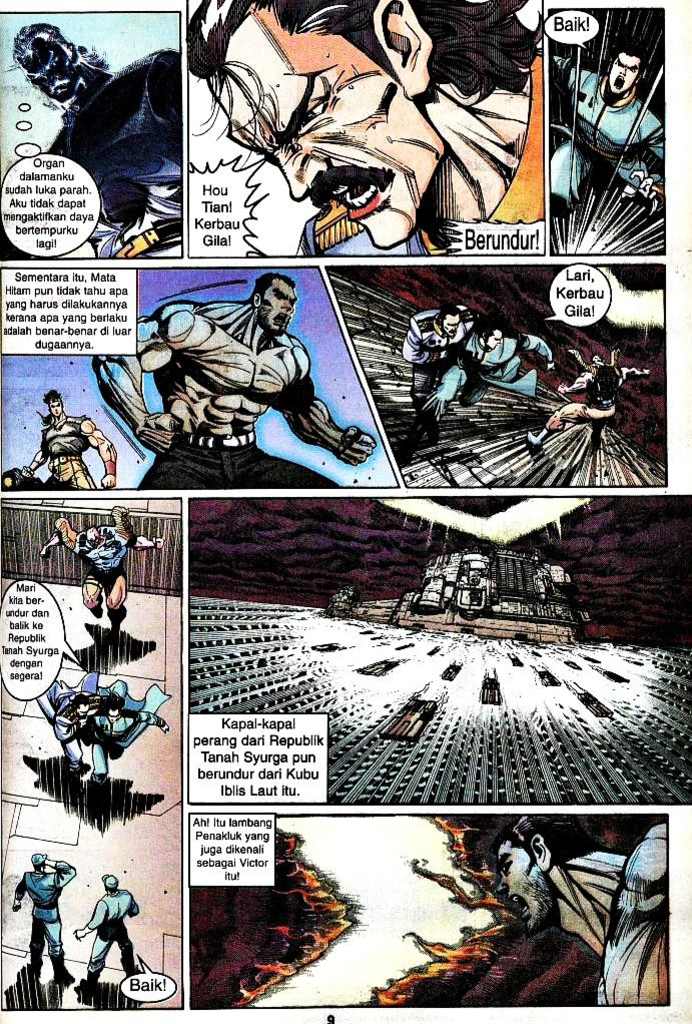 Organ
dalamanku
sudah luka parah.
Aku tidak dapat
mengaktifkan daya
bertempurku
lagi!
Hou
Tian!
Kerbau
Gila!
Berundur!
Baik!
Sementara itu, Mata
Hitam pun tidak tahu apa
yang harus dilakukannya
kerana apa yang berlaku
adalah benar-benar di luar
dugaannya.
Lari,
Kerbau
Gila!
Mari
kita ber-
undur dan
balik ke
Republik
Tanah Syurga
dengan
segera!
Baik!
Kapal-kapal
perang dari Republik
Tanah Syurga pun
berundur dari Kubu
Iblis Laut itu.
Ah! Itu lambang
Penakluk yang
juga dikenali
sebagai Victor
itu!
9